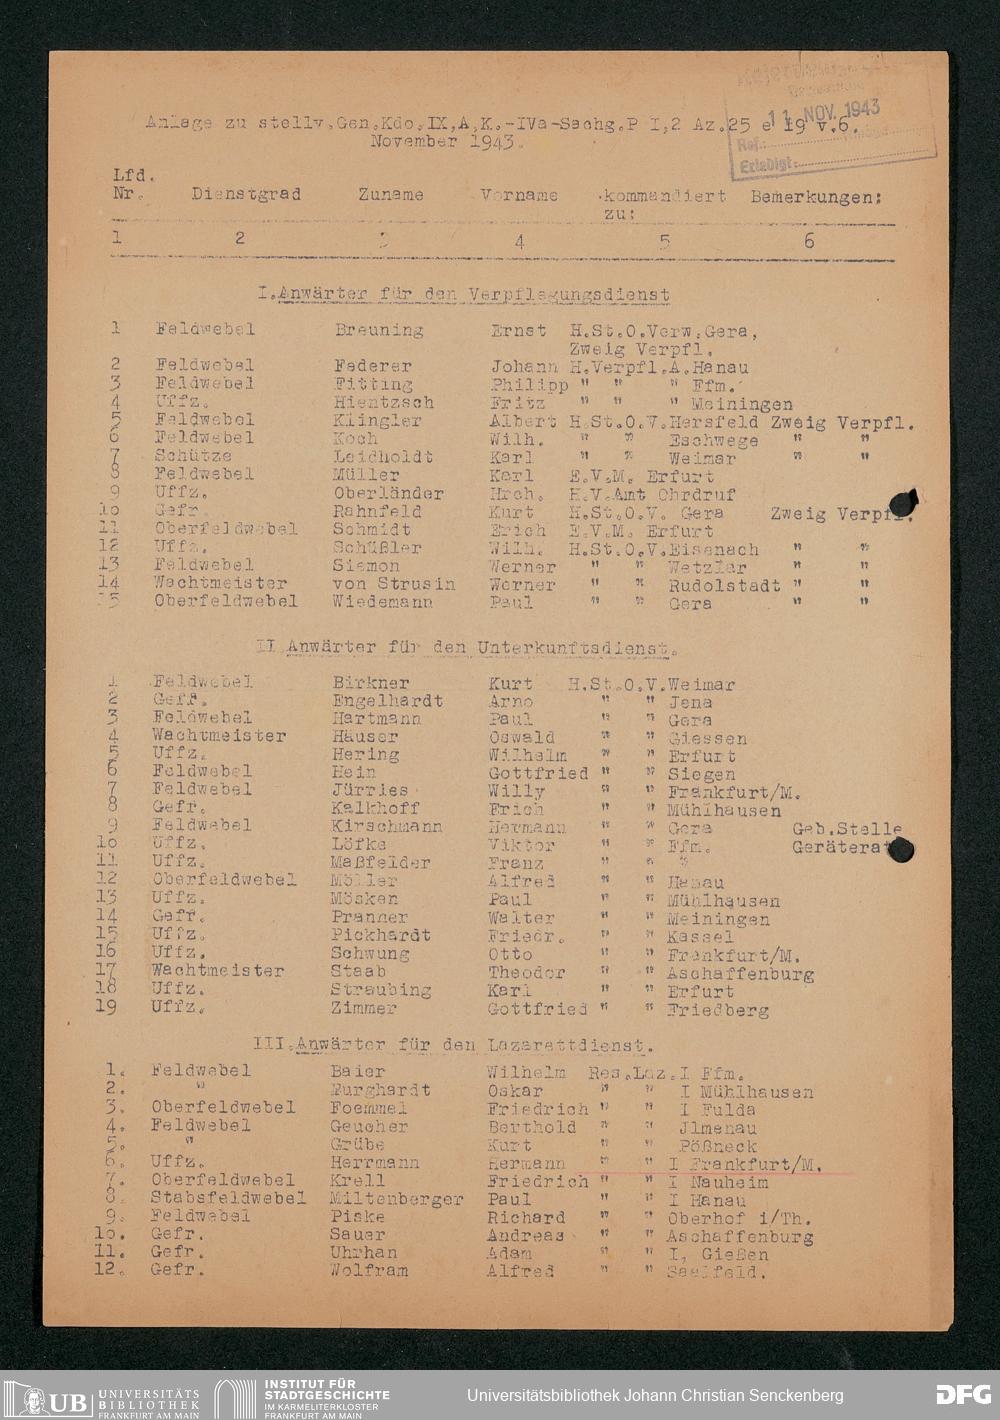 11. NOV. 1943
Anlage zu stellv.Gen.Kdo.IX.A.K.-IVa-Sachg.P I,2 Az.25 e 19 v.6.
November 1943.
Ref.:
Erledigt:
Lfd.
Nr. Dienstgrad Zuname Vorname kommandiert Bemerkungen:
zu:
1 2 3 4 5 6
I.Anwärter für den Verpflegungsdienst
1 Feldwebel Breuning Ernst H.St.O.Verw.Gera,
Zweig Verpfl.
2 Feldwebel Federer Johann H.Verpfl.A.Hanau
3 Feldwebel Fitting Philipp " " " Ffm.
4 Uffz. Hientzsch Fritz " " " Meiningen
5 Feldwebel Klingler Albert H.St.O.V.Hersfeld Zweig Verpfl.
6 Feldwebel Koch Wilh. " " Eschwege " "
7 Schütze Leidholdt Karl " " Weimar " "
8 Feldwebel Müller Karl E.V.M. Erfurt
9 Uffz. Oberländer Hrch. H.V.Amt Ohrdruf
10 Gefr. Rahnfeld Kurt H.St.O.V. Gera Zweig Verpfl.
11 Oberfeldwebel Schmidt Erich E.V.M. Erfurt
12 Uffz. Schüßler Wilh. H.St.O.V.Eisenach " "
13 Feldwebel Siemon Werner " " Wetzlar " "
14 Wachtmeister von Strusin Werner " " Rudolstadt " "
15 Oberfeldwebel Wiedemann Paul " " Gera " "
II.Anwärter für den Unterkunftsdienst.
1 Feldwebel Birkner Kurt H.St.O.V.Weimar
2 Gefr. Engelhardt Arno " " Jena
3 Feldwebel Hartmann Paul " " Gera
4 Wachtmeister Häuser Oswald " " Giessen
5 Uffz. Hering Wilhelm " " Erfurt
6 Feldwebel Hein Gottfried " " Siegen
7 Feldwebel Jürries Willy " " Frankfurt/M.
8 Gefr. Kalkhoff Erich " " Mühlhausen
9 Feldwebel Kirschmann Hermann " " Gera Geb.Stelle
10 Uffz. Löfke Viktor " " Ffm. Geräterat
11 Uffz. Maßfelder Franz " " "
12 Oberfeldwebel Möller Alfred " " Hanau
13 Uffz. Mösken Paul " " Mühlhausen
14 Gefr. Pranner Walter " " Meiningen
15 Uffz. Pickhardt Friedr. " " Kassel
16 Uffz. Schwung Otto " " Frankfurt/M.
17 Wachtmeister Staab Theodor " " Aschaffenburg
18 Uffz. Straubing Karl " " Erfurt
19 Uffz. Zimmer Gottfried " " Friedberg
III.Anwärter für den Lazarettdienst.
1. Feldwebel Baier Wilhelm Res.Laz.I Ffm.
2. " Burghardt Oskar " " I Mühlhausen
3. Oberfeldwebel Foemmel Friedrich " " I Fulda
4. Feldwebel Geucher Berthold " " Jlmenau
5. " Grübe Kurt " " Pößneck
6. Uffz. Herrmann Hermann " " I Frankfurt/M.
7. Oberfeldwebel Krell Friedrich " " I Nauheim
8. Stabsfeldwebel Miltenberger Paul " " I Hanau
9. Feldwebel Piske Richard " " Oberhof i/Th.
10. Gefr. Sauer Andreas " " Aschaffenburg
11. Gefr. Uhrhan Adam " " I, Gießen
12. Gefr. Wolfram Alfred " " Saalfeld.
UB UNIVERSITÄTS BIBLIOTHEK FRANKFURT AM MAIN
INSTITUT FÜR STADTGESCHICHTE IM KARMELITERKLOSTER FRANKFURT AM MAIN
Universitätsbibliothek Johann Christian Senckenberg
DFG